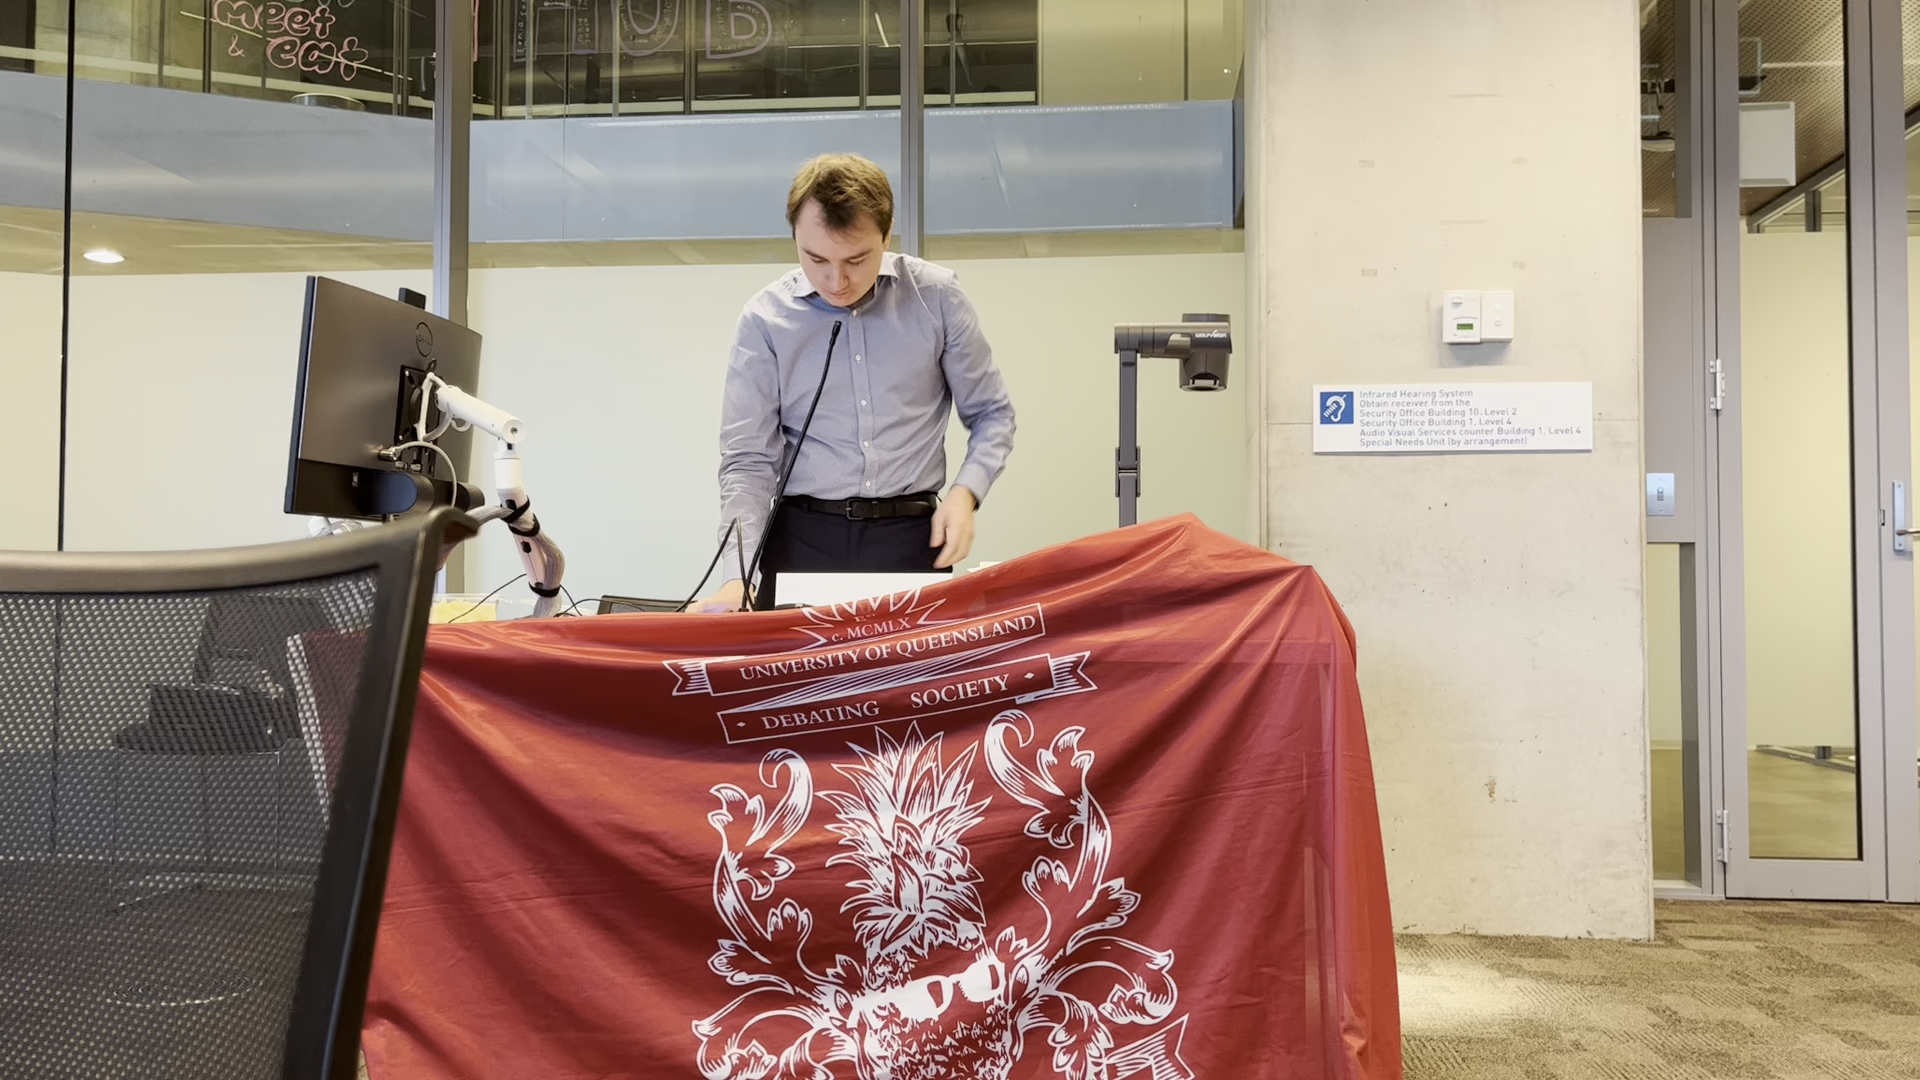 meet
& eat
HUB
DELL
wolfvision
Infrared Hearing System
Obtain receiver from the
Security Office Building 10, Level 2
Security Office Building 1, Level 4
Audio Visual Services counter Building 1, Level 4
Special Needs Unit (by arrangement)
c. MCMLX
UNIVERSITY OF QUEENSLAND
DEBATING SOCIETY